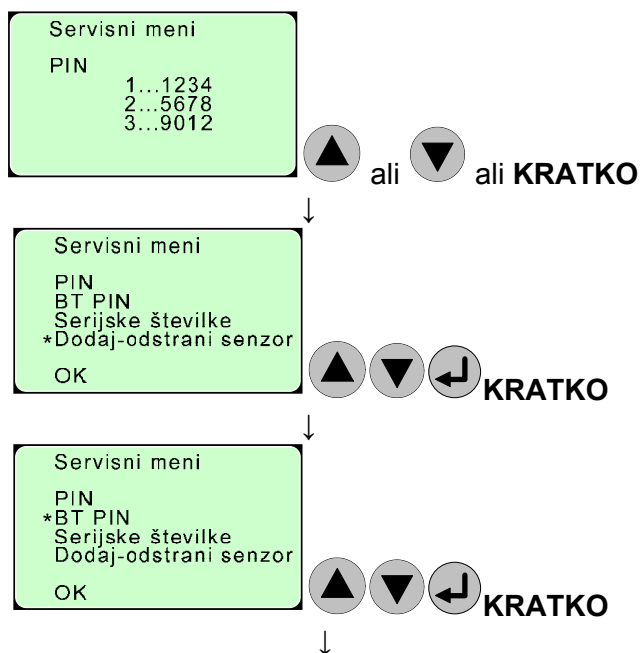 Servisni meni
PIN
1...1234
2...5678
3...9012
ali ali KRATKO
↓
Servisni meni
PIN
BT PIN
Serijske številke
*Dodaj-odstrani senzor
OK
KRATKO
↓
Servisni meni
PIN
*BT PIN
Serijske številke
Dodaj-odstrani senzor
OK
KRATKO
↓